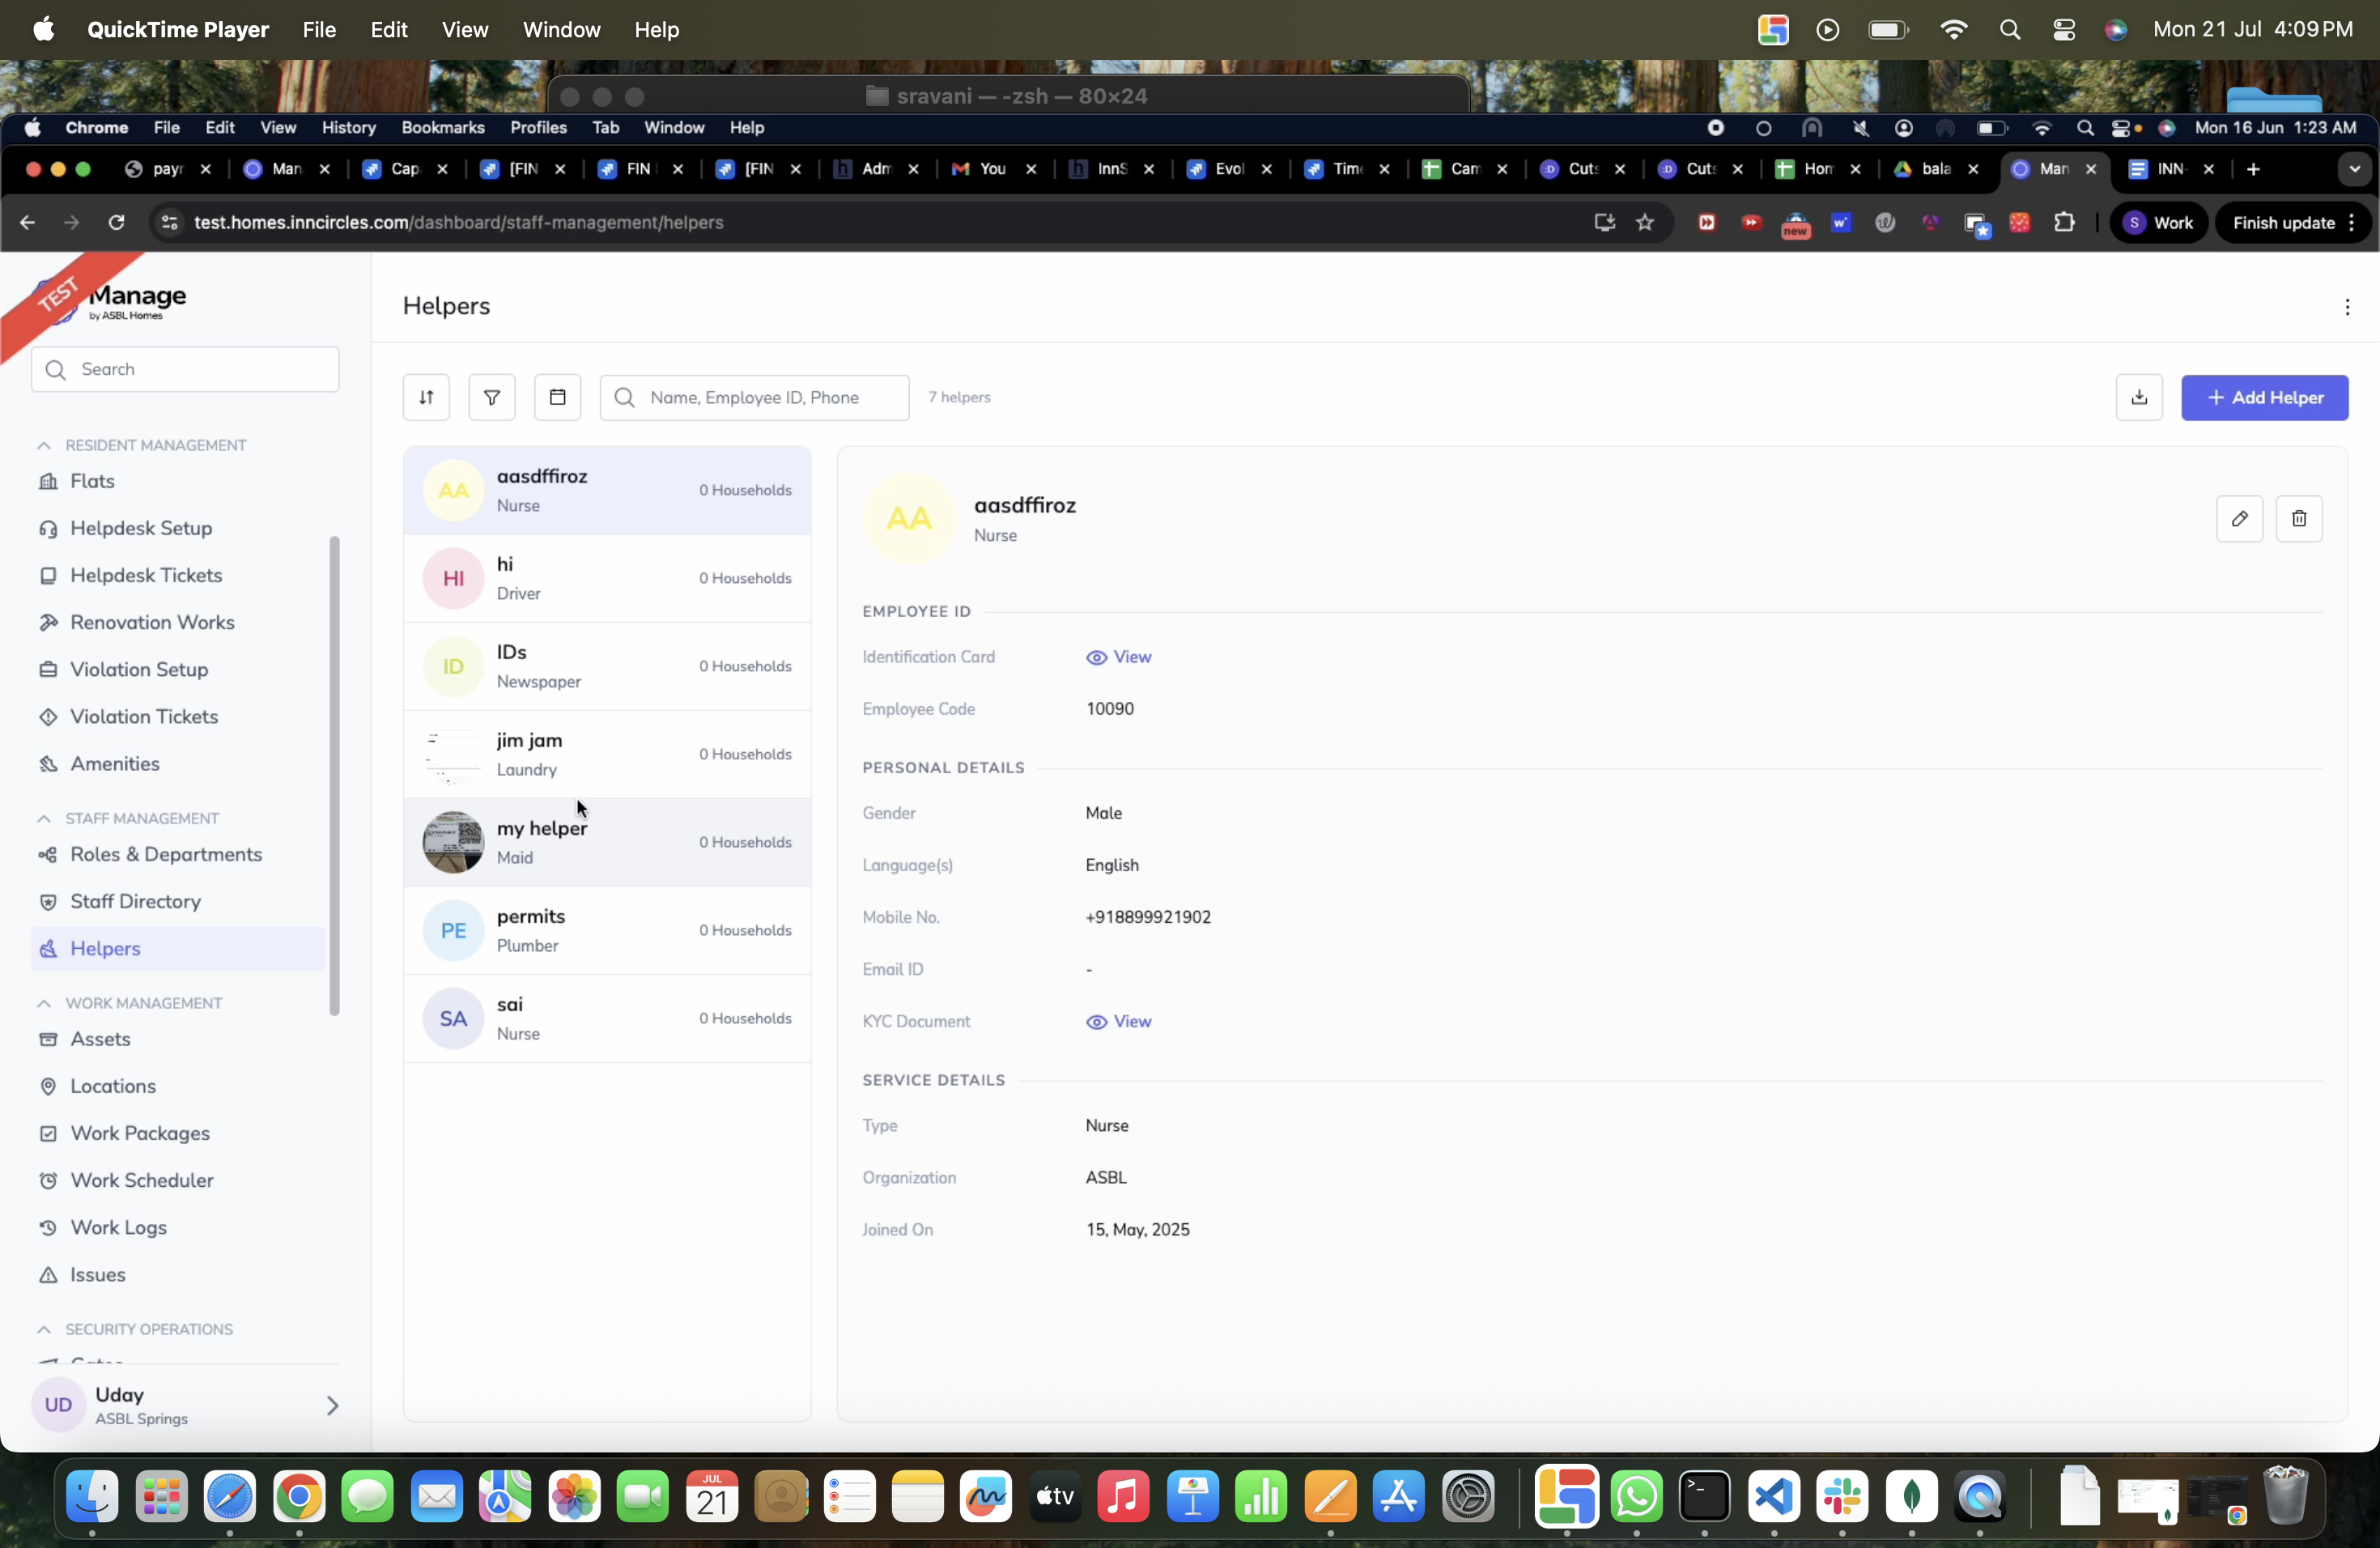 QuickTime Player File Edit View Window Help Mon 21 Jul 4:09 PM
sravani — -zsh — 80×24
Chrome File Edit View History Bookmarks Profiles Tab Window Help Mon 16 Jun 1:23 AM
payr Man Cap [FIN FIN [FIN Adm You InnS Evol Time Cam Cuts Cuts Hom bala Man INN-
test.homes.inncircles.com/dashboard/staff-management/helpers new S Work Finish update
TEST
Manage
by ASBL Homes
Search
RESIDENT MANAGEMENT
Flats
Helpdesk Setup
Helpdesk Tickets
Renovation Works
Violation Setup
Violation Tickets
Amenities
STAFF MANAGEMENT
Roles & Departments
Staff Directory
Helpers
WORK MANAGEMENT
Assets
Locations
Work Packages
Work Scheduler
Work Logs
Issues
SECURITY OPERATIONS
UD
Uday
ASBL Springs
Helpers
Name, Employee ID, Phone 7 helpers
+ Add Helper
AA aasdffiroz
Nurse
0 Households
HI hi
Driver
0 Households
ID IDs
Newspaper
0 Households
jim jam
Laundry
0 Households
my helper
Maid
0 Households
PE permits
Plumber
0 Households
SA sai
Nurse
0 Households
AA aasdffiroz
Nurse
EMPLOYEE ID
Identification Card View
Employee Code 10090
PERSONAL DETAILS
Gender Male
Language(s) English
Mobile No. +918899921902
Email ID -
KYC Document View
SERVICE DETAILS
Type Nurse
Organization ASBL
Joined On 15, May, 2025
JUL
21
tv